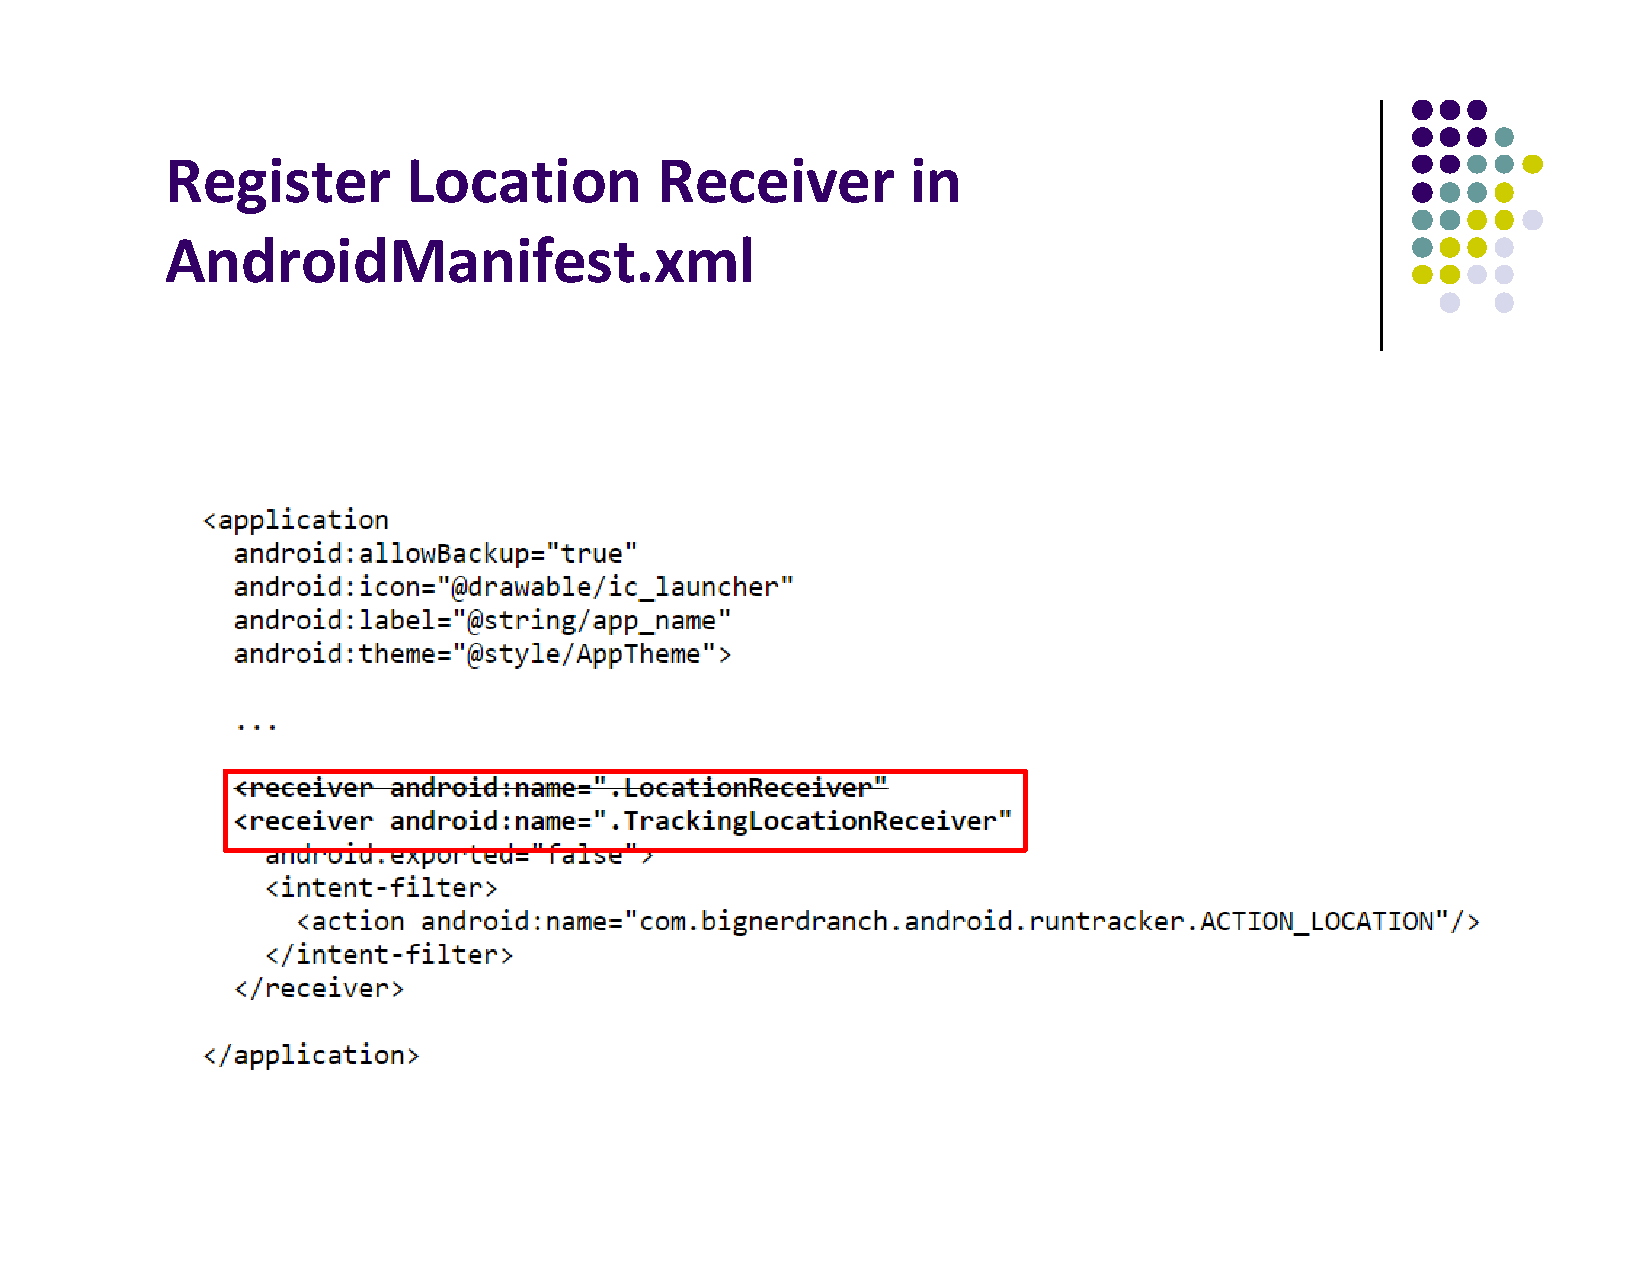 Register Location Receiver in
AndroidManifest.xml
<application
android:allowBackup="true"
android:icon="@drawable/ic_launcher"
android:label="@string/app_name"
android:theme="@style/AppTheme">
...
<receiver android:name=".LocationReceiver"
<receiver android:name=".TrackingLocationReceiver"
android:exported="false">
<intent-filter>
<action android:name="com.bignerdranch.android.runtracker.ACTION_LOCATION"/>
</intent-filter>
</receiver>
</application>